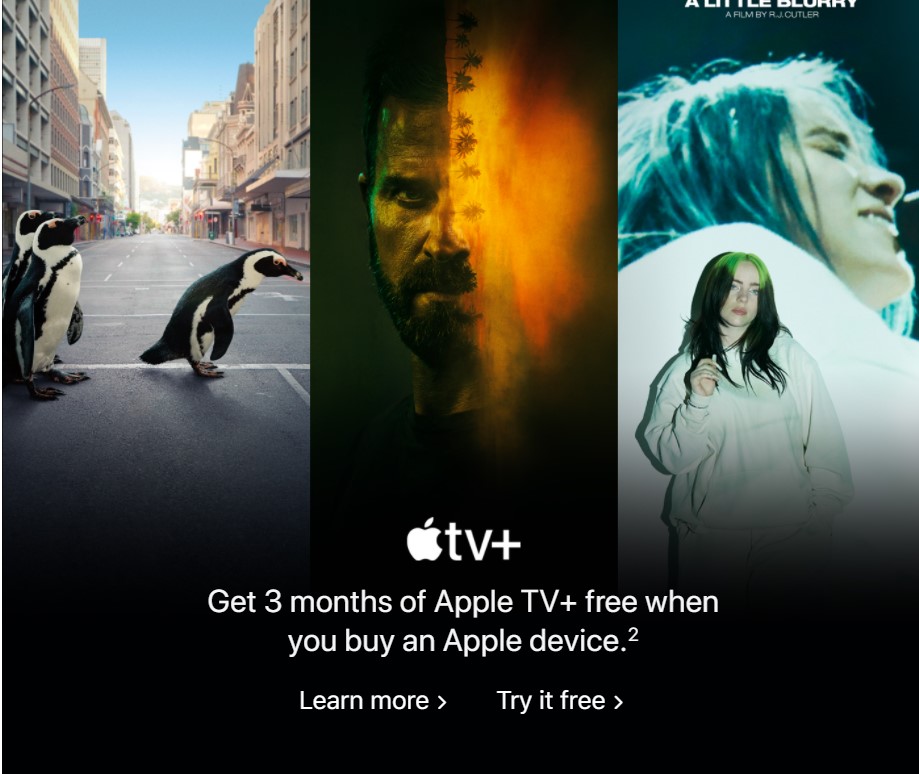 A LITTLE BLURRY
A FILM BY R.J. CUTLER
tv+
Get 3 months of Apple TV+ free when
you buy an Apple device.2
Learn more >
Try it free >